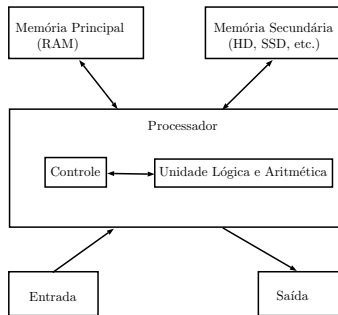 Memória Principal
(RAM)
Memória Secundária
(HD, SSD, etc.)
Processador
Controle
Unidade Lógica e Aritmética
Entrada
Saída